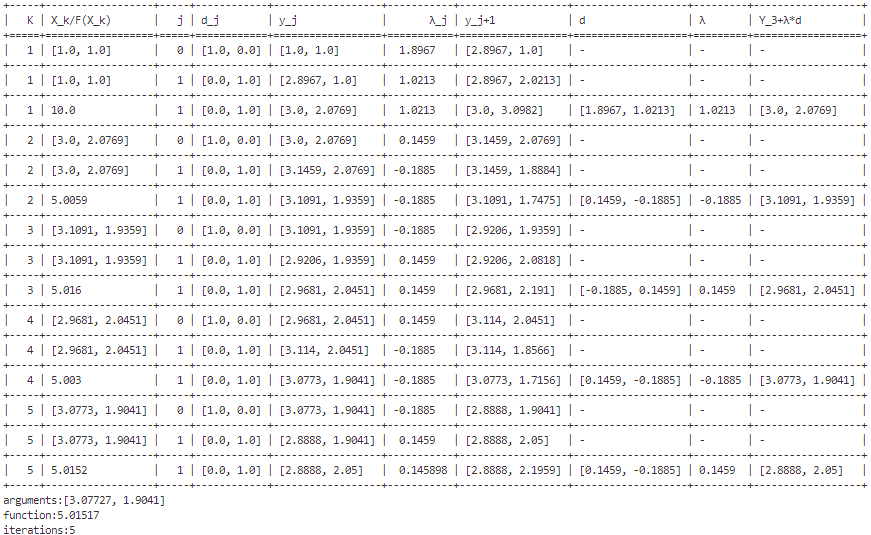 | K | X_k/F(X_k) | j | d_j | y_j | λ_j | y_j+1 | d | λ | Y_3+λ*d |
| 1 | [1.0, 1.0] | 0 | [1.0, 0.0] | [1.0, 1.0] | 1.8967 | [2.8967, 1.0] | - | - | - |
| 1 | [1.0, 1.0] | 1 | [0.0, 1.0] | [2.8967, 1.0] | 1.0213 | [2.8967, 2.0213] | - | - | - |
| 1 | 10.0 | 1 | [0.0, 1.0] | [3.0, 2.0769] | 1.0213 | [3.0, 3.0982] | [1.8967, 1.0213] | 1.0213 | [3.0, 2.0769] |
| 2 | [3.0, 2.0769] | 0 | [1.0, 0.0] | [3.0, 2.0769] | 0.1459 | [3.1459, 2.0769] | - | - | - |
| 2 | [3.0, 2.0769] | 1 | [0.0, 1.0] | [3.1459, 2.0769] | -0.1885 | [3.1459, 1.8884] | - | - | - |
| 2 | 5.0059 | 1 | [0.0, 1.0] | [3.1091, 1.9359] | -0.1885 | [3.1091, 1.7475] | [0.1459, -0.1885] | -0.1885 | [3.1091, 1.9359] |
| 3 | [3.1091, 1.9359] | 0 | [1.0, 0.0] | [3.1091, 1.9359] | -0.1885 | [2.9206, 1.9359] | - | - | - |
| 3 | [3.1091, 1.9359] | 1 | [0.0, 1.0] | [2.9206, 1.9359] | 0.1459 | [2.9206, 2.0818] | - | - | - |
| 3 | 5.016 | 1 | [0.0, 1.0] | [2.9681, 2.0451] | 0.1459 | [2.9681, 2.191] | [-0.1885, 0.1459] | 0.1459 | [2.9681, 2.0451] |
| 4 | [2.9681, 2.0451] | 0 | [1.0, 0.0] | [2.9681, 2.0451] | 0.1459 | [3.114, 2.0451] | - | - | - |
| 4 | [2.9681, 2.0451] | 1 | [0.0, 1.0] | [3.114, 2.0451] | -0.1885 | [3.114, 1.8566] | - | - | - |
| 4 | 5.003 | 1 | [0.0, 1.0] | [3.0773, 1.9041] | -0.1885 | [3.0773, 1.7156] | [0.1459, -0.1885] | -0.1885 | [3.0773, 1.9041] |
| 5 | [3.0773, 1.9041] | 0 | [1.0, 0.0] | [3.0773, 1.9041] | -0.1885 | [2.8888, 1.9041] | - | - | - |
| 5 | [3.0773, 1.9041] | 1 | [0.0, 1.0] | [2.8888, 1.9041] | 0.1459 | [2.8888, 2.05] | - | - | - |
| 5 | 5.0152 | 1 | [0.0, 1.0] | [2.8888, 2.05] | 0.145898 | [2.8888, 2.1959] | [0.1459, -0.1885] | 0.1459 | [2.8888, 2.05] |
arguments:[3.07727, 1.9041]
function:5.01517
iterations:5